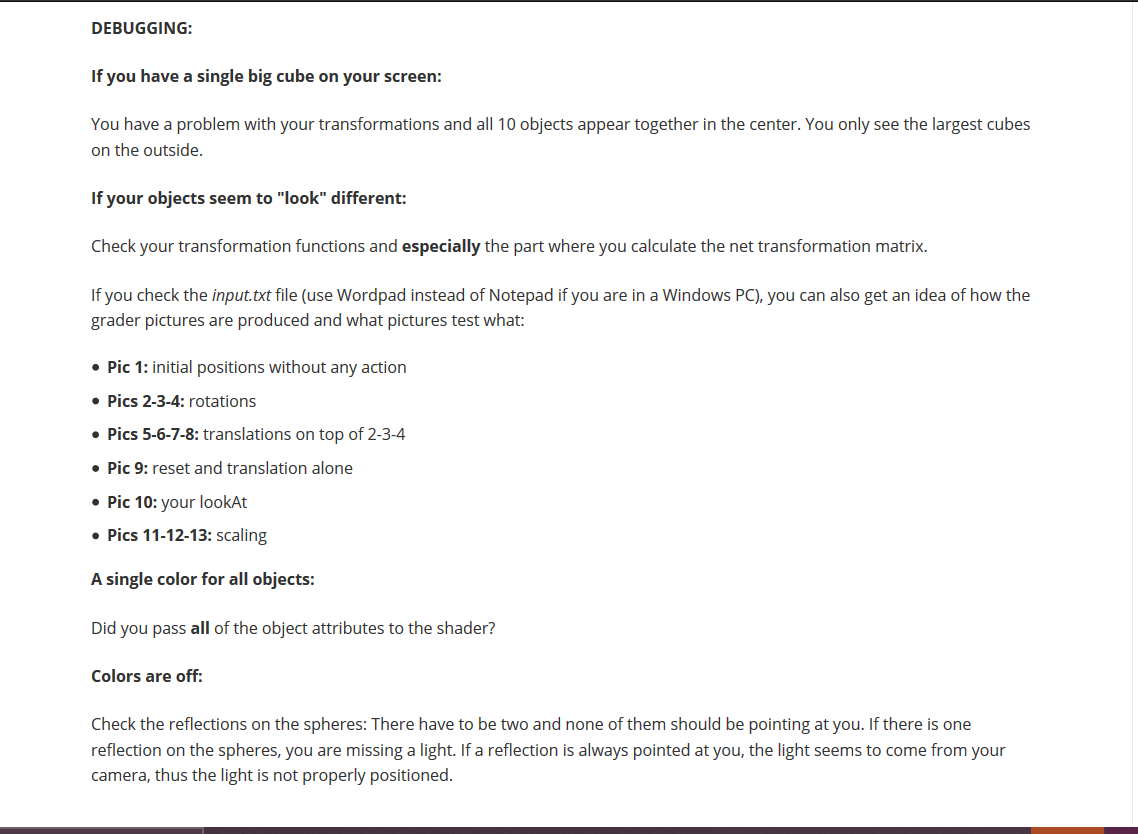 DEBUGGING:
If you have a single big cube on your screen:
You have a problem with your transformations and all 10 objects appear together in the center. You only see the largest cubes
on the outside.
If your objects seem to "look" different:
Check your transformation functions and especially the part where you calculate the net transformation matrix.
If you check the input.txt file (use Wordpad instead of Notepad if you are in a Windows PC), you can also get an idea of how the
grader pictures are produced and what pictures test what:
• Pic 1: initial positions without any action
• Pics 2-3-4: rotations
• Pics 5-6-7-8: translations on top of 2-3-4
• Pic 9: reset and translation alone
• Pic 10: your lookAt
• Pics 11-12-13: scaling
A single color for all objects:
Did you pass all of the object attributes to the shader?
Colors are off:
Check the reflections on the spheres: There have to be two and none of them should be pointing at you. If there is one
reflection on the spheres, you are missing a light. If a reflection is always pointed at you, the light seems to come from your
camera, thus the light is not properly positioned.